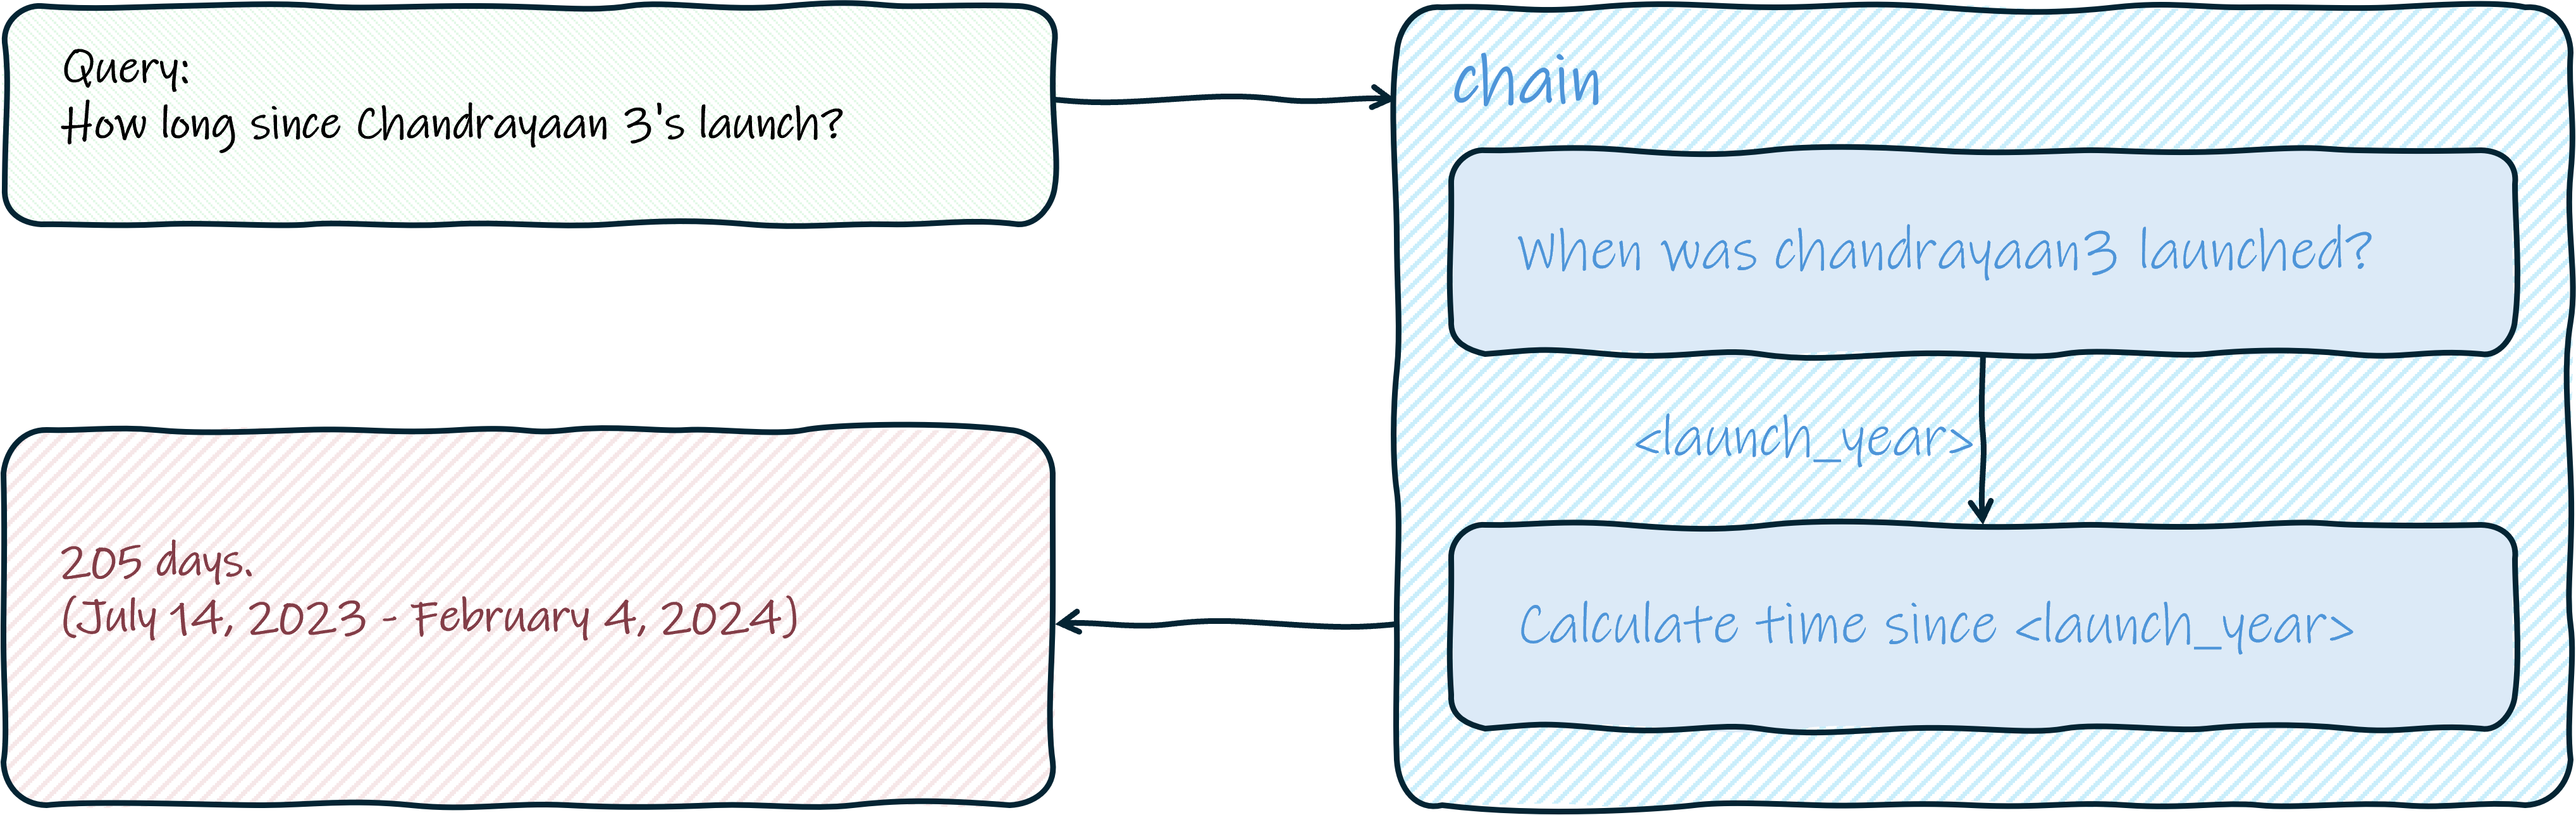 Query:
How long since Chandrayaan 3's launch?
chain
When was chandrayaan3 launched?
<launch_year>
Calculate time since <launch_year>
205 days.
(July 14, 2023 - February 4, 2024)